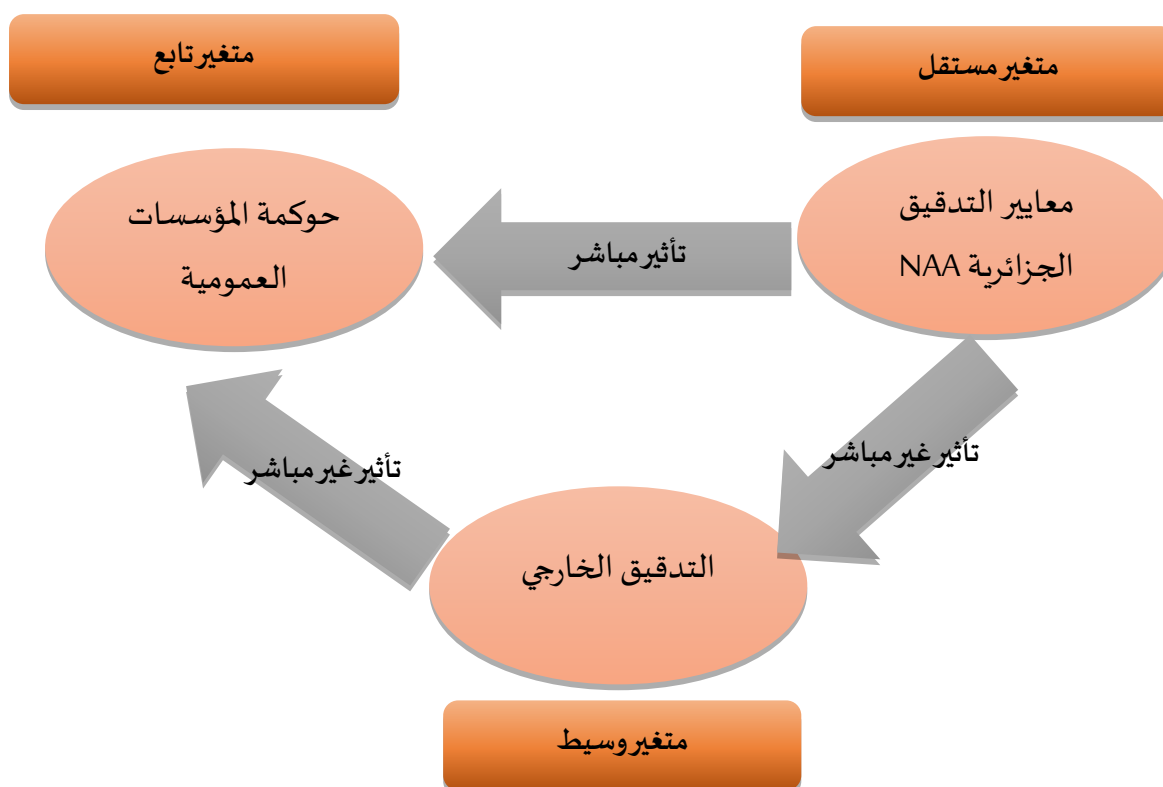 متغير مستقل
متغير تابع
معايير التدقيق
الجزائرية NAA
حوكمة المؤسسات
العمومية
تأثير مباشر
تأثير غير مباشر
تأثير غير مباشر
التدقيق الخارجي
متغير وسيط